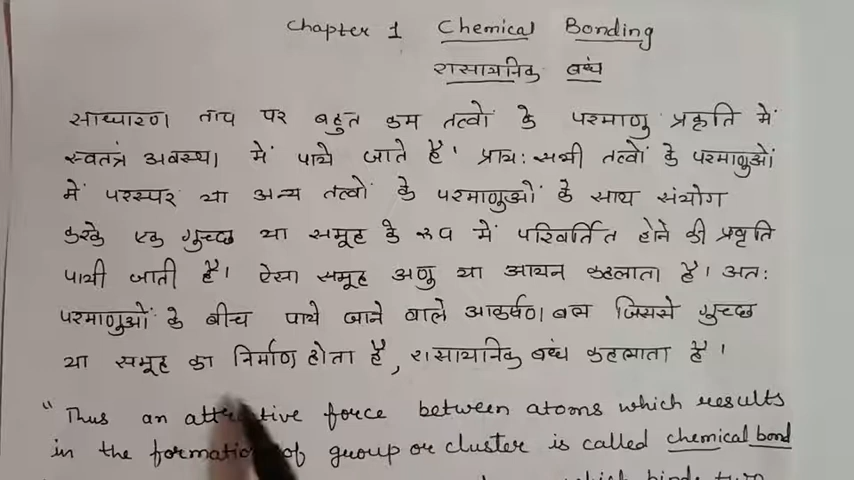 Chapter 1 Chemical Bonding
रासायनिक बंध
साधारण ताप पर बहुत कम तत्वों के परमाणु प्रकृति में
स्वतंत्र अवस्था में पाये जाते है। प्राय: सभी तत्वों के परमाणुओं
में परस्पर या अन्य तत्वों के परमाणुओं के साथ संयोग
करके एक गुच्छ या समूह के रूप में परिवर्तित होने की प्रवृति
पायी जाती है। ऐसा समूह अणु या आयन कहलाता है। अत:
परमाणुओं के बीच पाये जाने वाले आकर्षण बल जिससे गुच्छ
या समूह का निर्माण होता है, रासायनिक बंध कहलाता है।
"Thus an attractive force between atoms which results
in the formation of group or cluster is called chemical bond
which binds two